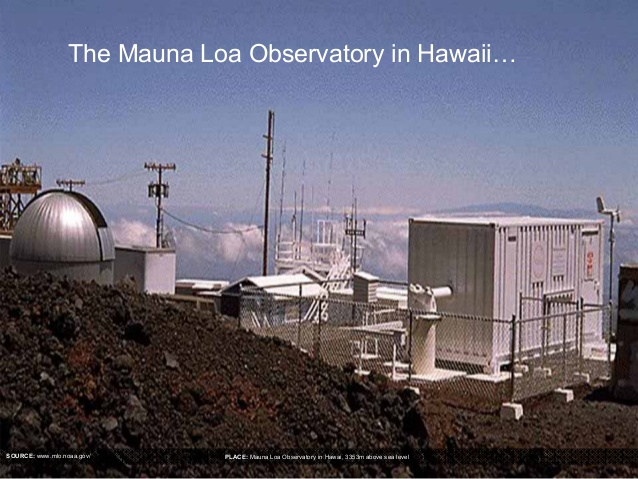 The Mauna Loa Observatory in Hawaii…
SOURCE: www.mlo.noaa.gov/
PLACE: Mauna Loa Observatory in Hawai, 3353m above sea level